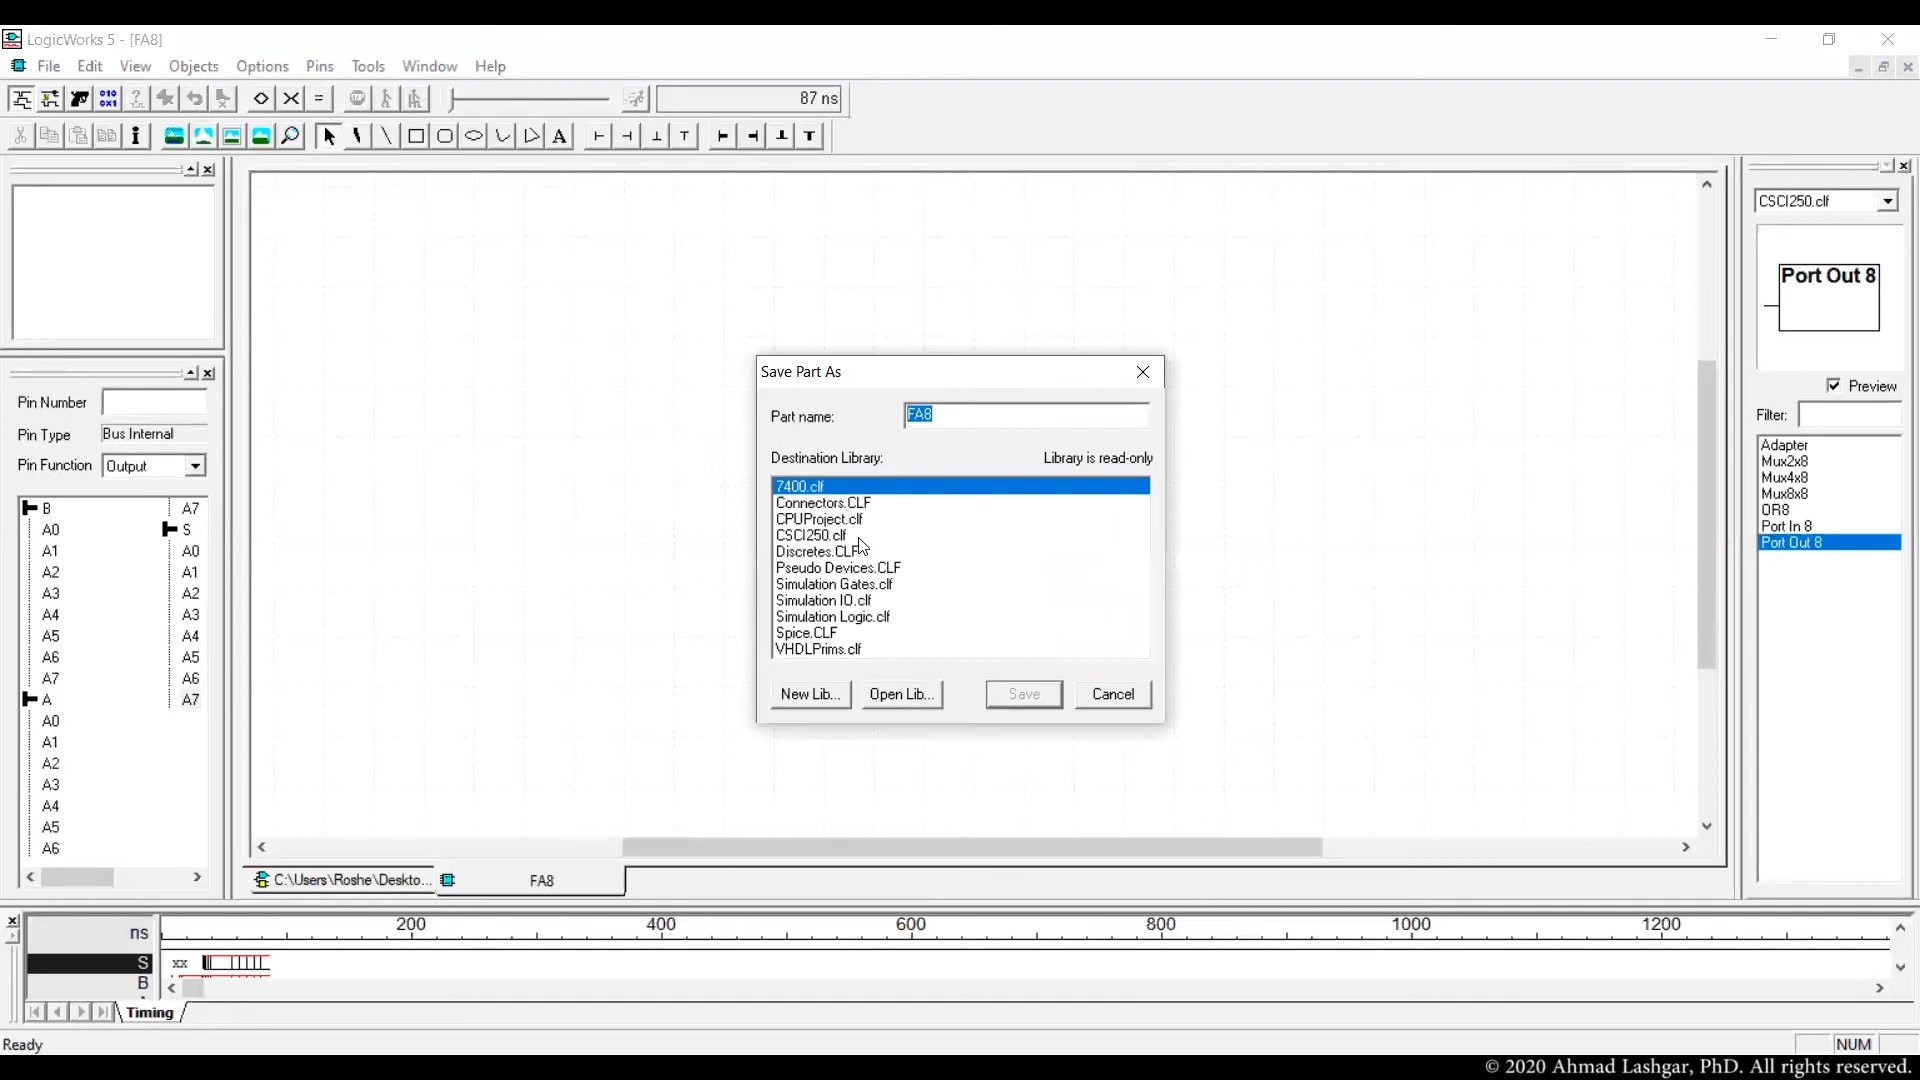 LogicWorks 5 - [FA8]
File Edit View Objects Options Pins Tools Window Help
87 ns
CSCI250.clf
Port Out 8
Preview
Filter:
Adapter
Mux2x8
Mux4x8
Mux8x8
OR8
Port In 8
Port Out 8
Pin Number
Pin Type Bus Internal
Pin Function Output
B A7
A0 S
A1 A0
A2 A1
A3 A2
A4 A3
A5 A4
A6 A5
A7 A6
A A7
A0
A1
A2
A3
A4
A5
A6
Save Part As
Part name: FA8
Destination Library: Library is read-only
7400.clf
Connectors.CLF
CPUProject.clf
CSCI250.clf
Discretes.CLF
Pseudo Devices.CLF
Simulation Gates.clf
Simulation IO.clf
Simulation Logic.clf
Spice.CLF
VHDLPrims.clf
New Lib... Open Lib... Save Cancel
C:\Users\Roshe\Deskto... FA8
ns 200 400 600 800 1000 1200
S xx
B
Timing
Ready NUM
© 2020 Ahmad Lashgar, PhD. All rights reserved.